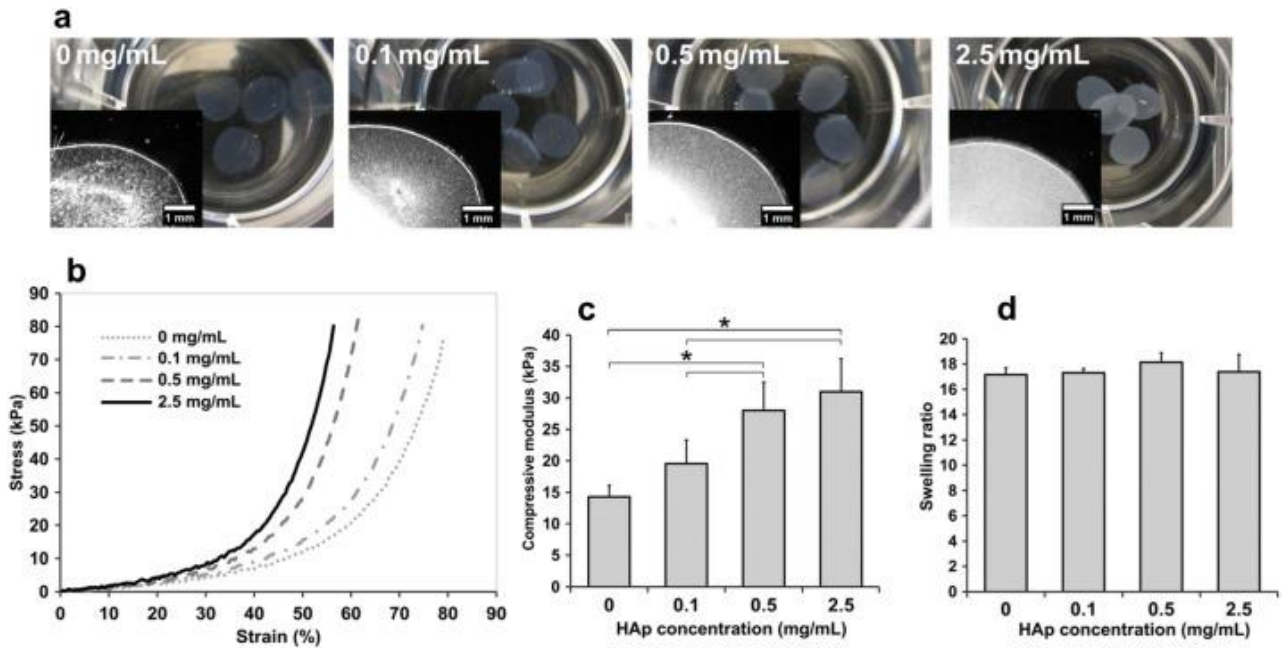 a
0 mg/mL
0.1 mg/mL
0.5 mg/mL
2.5 mg/mL
1 mm
1 mm
1 mm
1 mm
b
90
80
70
60
50
40
30
20
10
0
Stress (kPa)
0 mg/mL
0.1 mg/mL
0.5 mg/mL
2.5 mg/mL
0 10 20 30 40 50 60 70 80 90
Strain (%)
c
40
35
30
25
20
15
10
5
0
Compressive modulus (kPa)
*
*
0 0.1 0.5 2.5
HAp concentration (mg/mL)
d
20
18
16
14
12
10
8
6
4
2
0
Swelling ratio
0 0.1 0.5 2.5
HAp concentration (mg/mL)